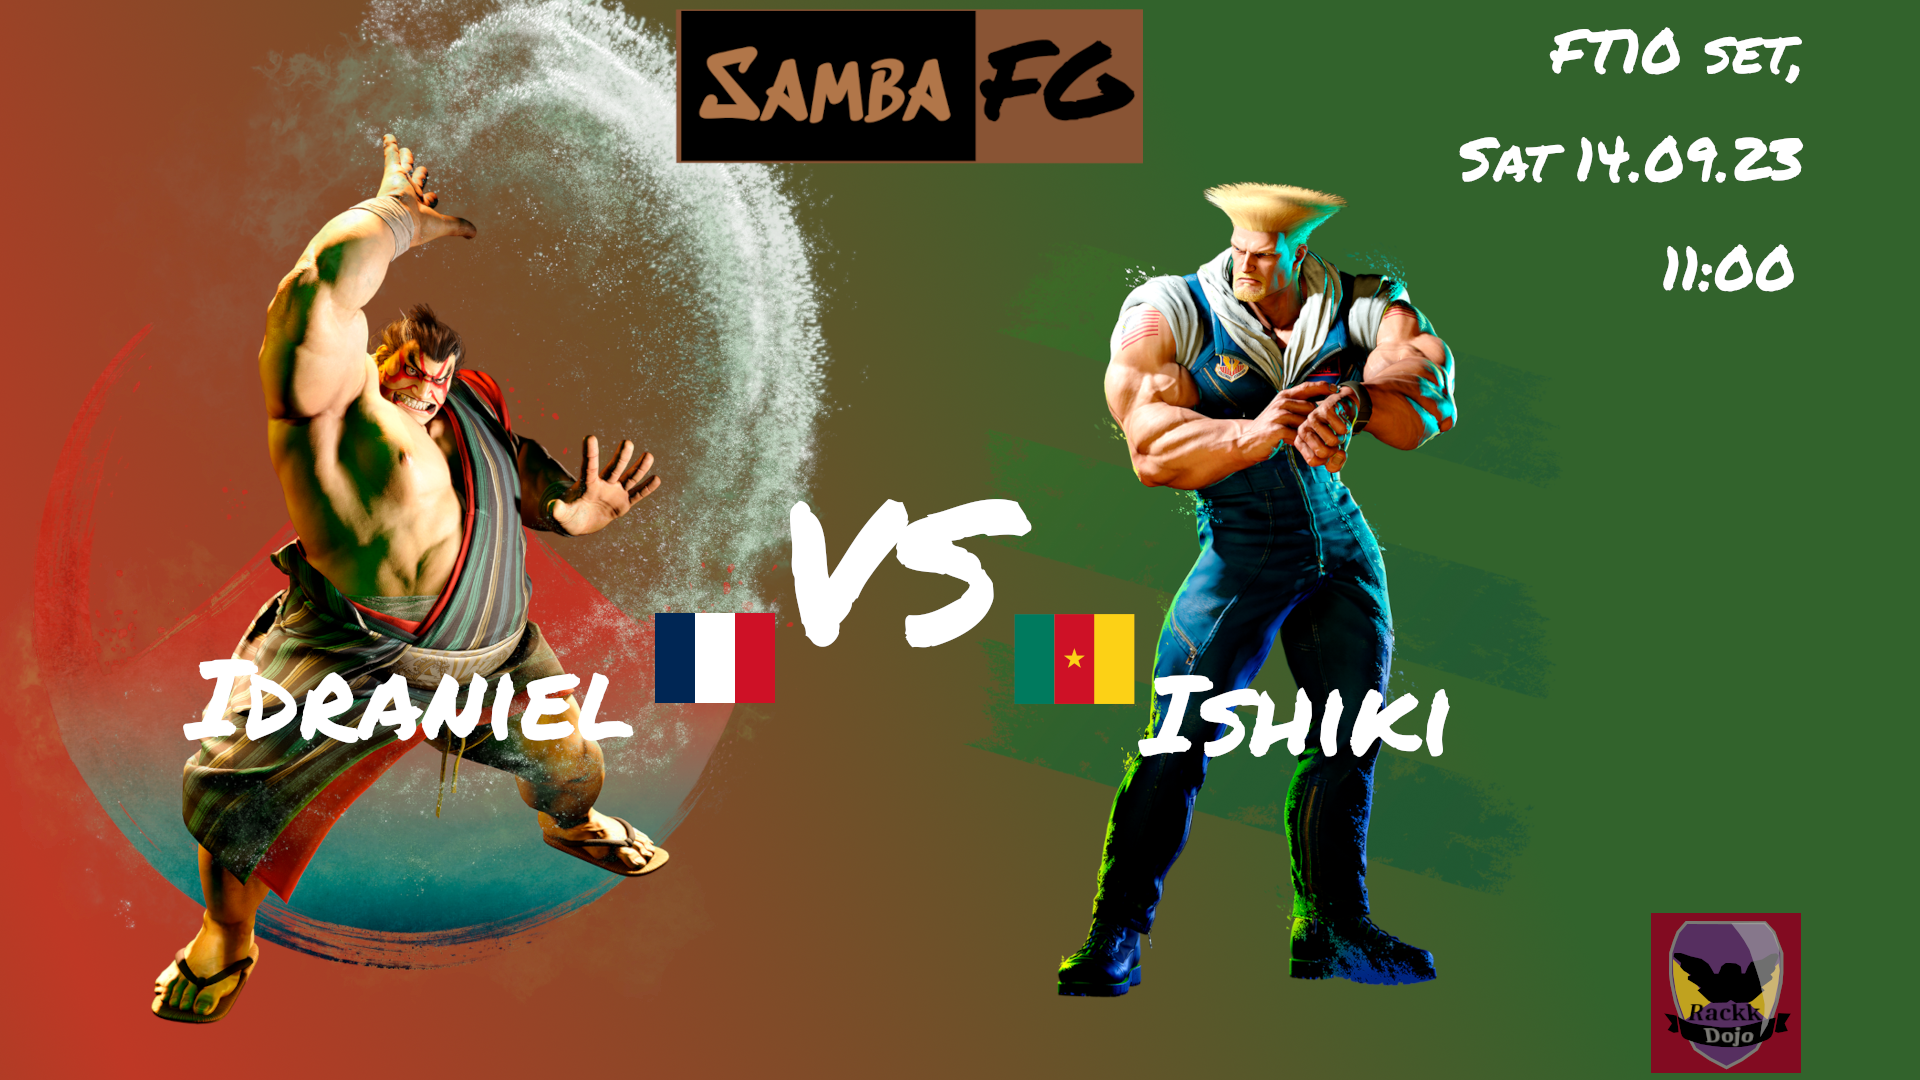 SAMBA FG
FT10 SET,
SAT 14.09.23
11:00
VS
IDRANIEL
ISHIKI
Rackk
Dojo